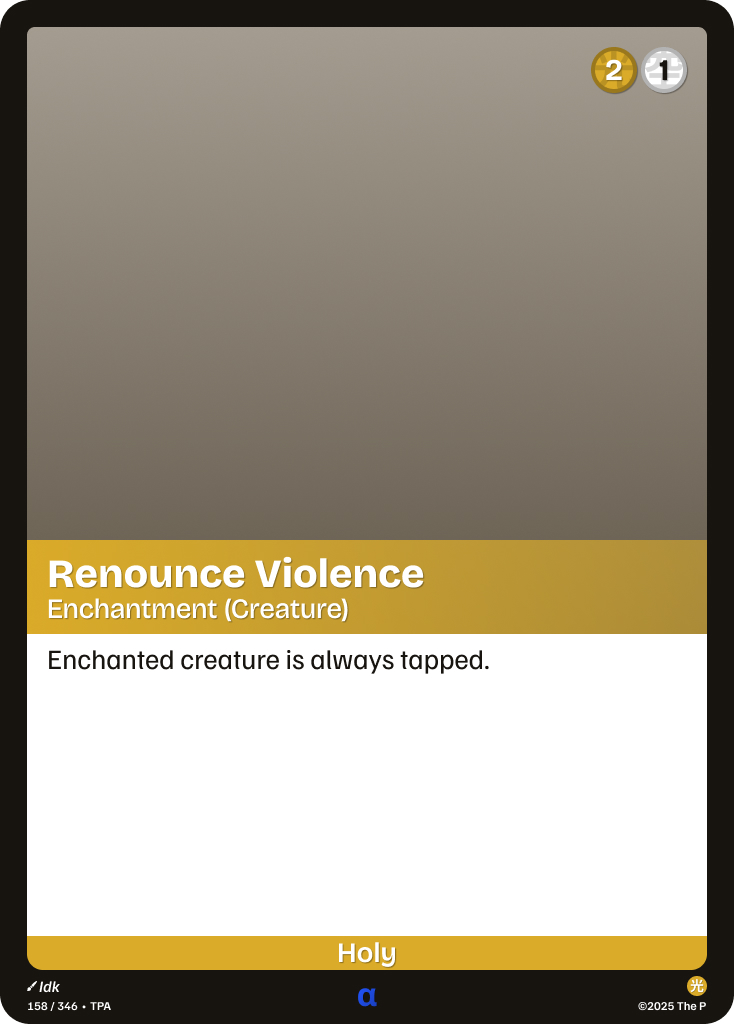 2 1
Renounce Violence
Enchantment (Creature)
Enchanted creature is always tapped.
Holy
Idk
158 / 346 • TPA
α
光
©2025 The P